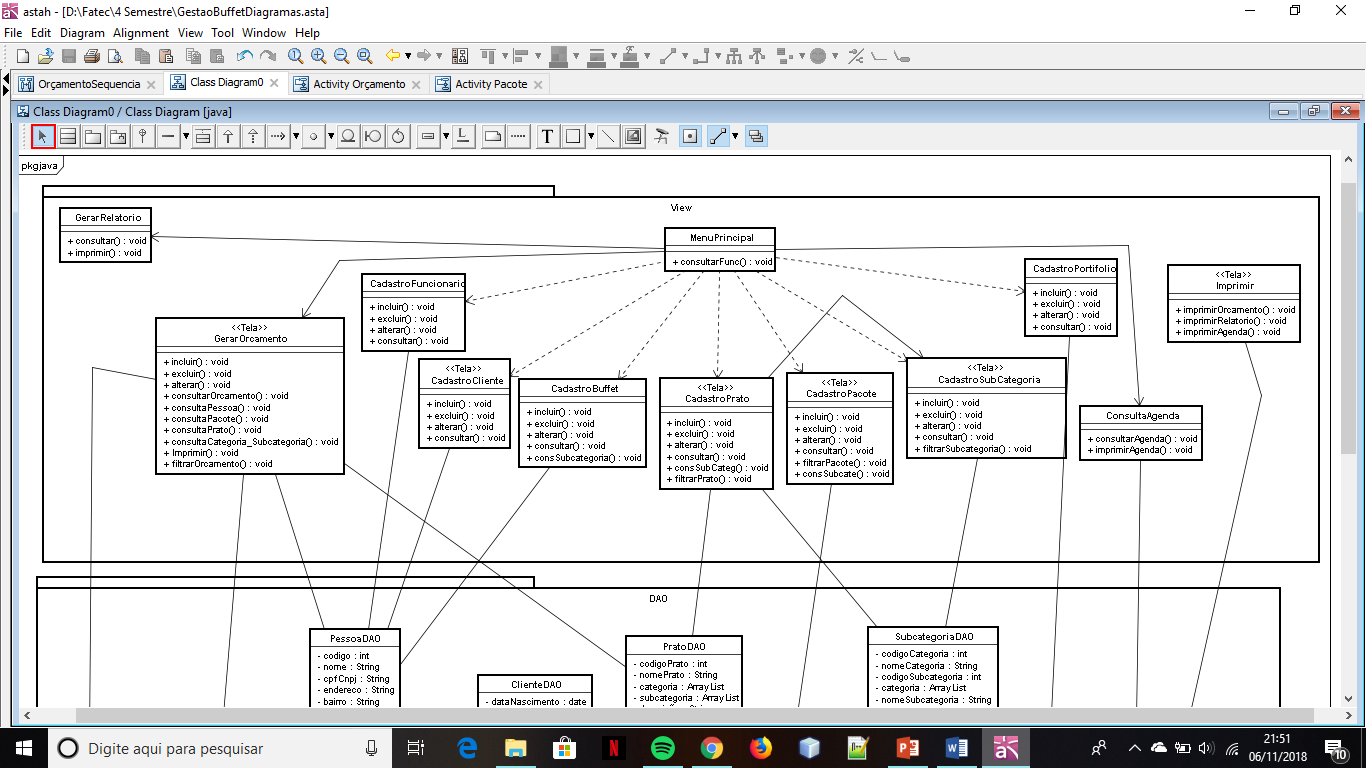 astah - [D:\Fatec\4 Semestre\GestaoBuffetDiagramas.asta]
File Edit Diagram Alignment View Tool Window Help
OrçamentoSequencia
Class Diagram0
Activity Orçamento
Activity Pacote
Class Diagram0 / Class Diagram [java]
pkgjava
View
GerarRelatorio
+ consultar() : void
+ imprimir() : void
MenuPrincipal
+ consultarFunc() : void
CadastroFuncionario
+ incluir() : void
+ excluir() : void
+ alterar() : void
+ consultar() : void
CadastroPortifolio
+ incluir() : void
+ excluir() : void
+ alterar() : void
+ consultar() : void
<<Tela>>
Imprimir
+ imprimirOrcamento() : void
+ imprimirRelatorio() : void
+ imprimirAgenda() : void
<<Tela>>
GerarOrcamento
+ incluir() : void
+ excluir() : void
+ alterar() : void
+ consultarOrcamento() : void
+ consultaPessoa() : void
+ consultaPacote() : void
+ consultaPrato() : void
+ consultaCategoria_Subcategoria() : void
+ Imprimir() : void
+ filtrarOrcamento() : void
<<Tela>>
CadastroCliente
+ incluir() : void
+ excluir() : void
+ alterar() : void
+ consultar() : void
CadastroBuffet
+ incluir() : void
+ excluir() : void
+ alterar() : void
+ consultar() : void
+ consSubcategoria() : void
<<Tela>>
CadastroPrato
+ incluir() : void
+ excluir() : void
+ alterar() : void
+ consultar() : void
+ consSubCateg() : void
+ filtrarPrato() : void
<<Tela>>
CadastroPacote
+ incluir() : void
+ excluir() : void
+ alterar() : void
+ consultar() : void
+ filtrarPacote() : void
+ consSubcate() : void
<<Tela>>
CadastroSubCategoria
+ incluir() : void
+ excluir() : void
+ alterar() : void
+ consultar() : void
+ filtrarSubcategoria() : void
ConsultaAgenda
+ consultarAgenda() : void
+ imprimirAgenda() : void
DAO
PessoaDAO
- codigo : int
- nome : String
- cpfCnpj : String
- endereco : String
- bairro : String
ClienteDAO
- dataNascimento : date
PratoDAO
- codigoPrato : int
- nomePrato : String
- categoria : ArrayList
- subcategoria : ArrayList
SubcategoriaDAO
- codigoCategoria : int
- nomeCategoria : String
- codigoSubcategoria : int
- categoria : ArrayList
- nomeSubcategoria : String
Digite aqui para pesquisar
21:51
06/11/2018
10